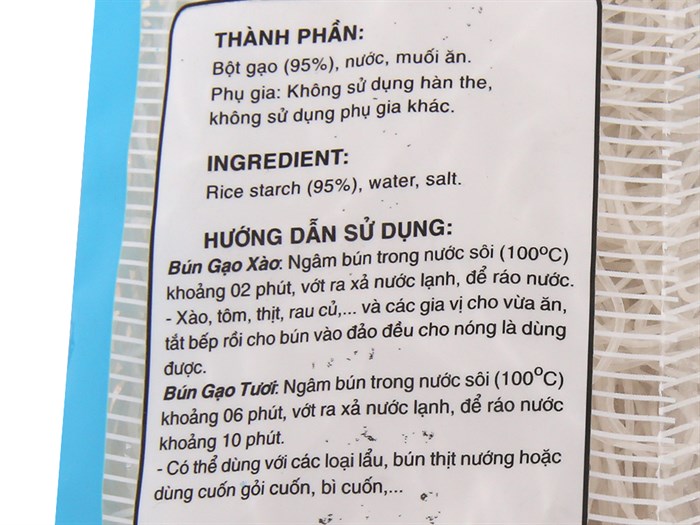 THÀNH PHẦN:
Bột gạo (95%), nước, muối ăn.
Phụ gia: Không sử dụng hàn the,
không sử dụng phụ gia khác.
INGREDIENT:
Rice starch (95%), water, salt.
HƯỚNG DẪN SỬ DỤNG:
Bún Gạo Xào: Ngâm bún trong nước sôi (100ºC)
khoảng 02 phút, vớt ra xả nước lạnh, để ráo nước.
- Xào, tôm, thịt, rau củ,... và các gia vị cho vừa ăn,
tắt bếp rồi cho bún vào đảo đều cho nóng là dùng
được.
Bún Gạo Tươi: Ngâm bún trong nước sôi (100ºC)
khoảng 06 phút, vớt ra xả nước lạnh, để ráo nước
khoảng 10 phút.
- Có thể dùng với các loại lẩu, bún thịt nướng hoặc
dùng cuốn gỏi cuốn, bì cuốn,...